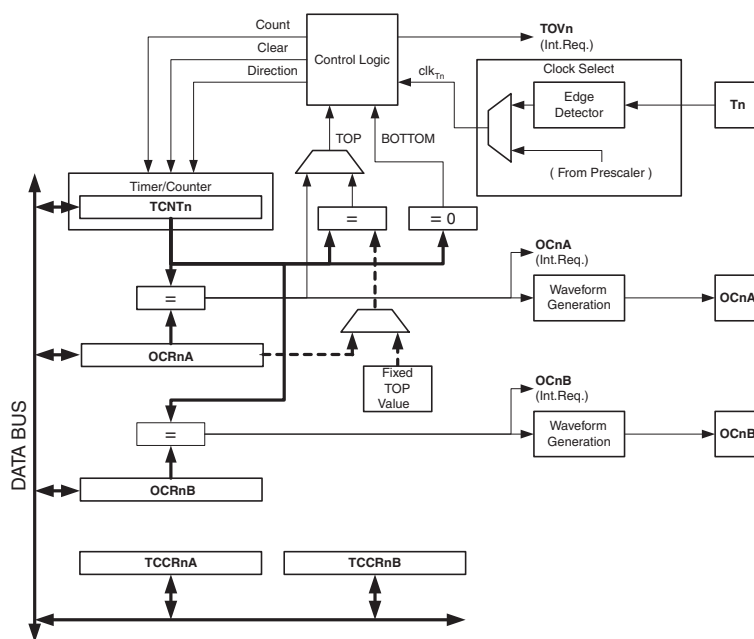 Count
Clear
Direction
Control Logic
TOVn
(Int.Req.)
clkTn
Clock Select
Edge
Detector
Tn
( From Prescaler )
TOP
BOTTOM
Timer/Counter
TCNTn
=
= 0
=
OCnA
(Int.Req.)
Waveform
Generation
OCnA
OCRnA
Fixed
TOP
Value
OCnB
(Int.Req.)
=
Waveform
Generation
OCnB
OCRnB
DATA BUS
TCCRnA
TCCRnB